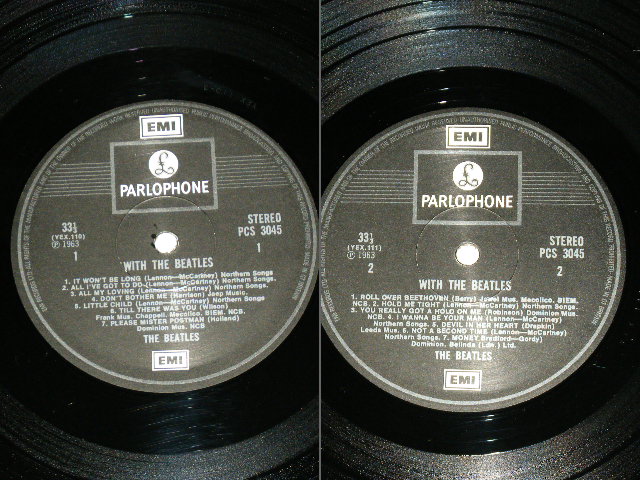 EMI
£
PARLOPHONE
33⅓
(YEX.110)
℗ 1963
1
STEREO
PCS 3045
1
WITH THE BEATLES
1. IT WON'T BE LONG (Lennon—McCartney) Northern Songs
2. ALL I'VE GOT TO DO (Lennon—McCartney) Northern Songs.
3. ALL MY LOVING (Lennon—McCartney) Northern Songs.
4. DON'T BOTHER ME (Harrison) Jaep Music.
5. LITTLE CHILD (Lennon—McCartney) Northern Songs
6. TILL THERE WAS YOU (Willson)
Frank Mus. Chappell, Mecolico. BIEM. NCB.
7. PLEASE MISTER POSTMAN (Holland)
Dominion Mus. NCB
THE BEATLES
EMI
EMI
£
PARLOPHONE
33⅓
(YEX.111)
℗ 1963
2
STEREO
PCS 3045
2
WITH THE BEATLES
1. ROLL OVER BEETHOVEN (Berry) Jewel Mus. Mecolico. BIEM.
NCB. 2. HOLD ME TIGHT (Lennon—McCartney) Northern Songs.
3. YOU REALLY GOT A HOLD ON ME (Robinson) Dominion Mus.
NCB. 4. I WANNA BE YOUR MAN (Lennon—McCartney)
Northern Songs. 5. DEVIL IN HER HEART (Drapkin)
Leeds Mus. 6. NOT A SECOND TIME (Lennon—McCartney)
Northern Songs. 7. MONEY (Bradford—Gordy)
Dominion, Belinda (Ldn.) Ltd.
THE BEATLES
EMI